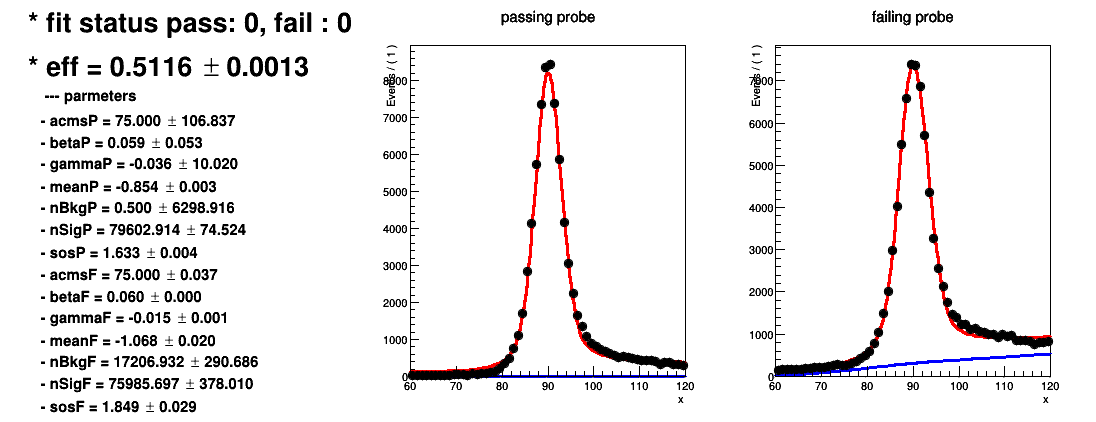 * fit status pass: 0, fail : 0
* eff = 0.5116 ± 0.0013
--- parmeters
- acmsP = 75.000 ± 106.837
- betaP = 0.059 ± 0.053
- gammaP = -0.036 ± 10.020
- meanP = -0.854 ± 0.003
- nBkgP = 0.500 ± 6298.916
- nSigP = 79602.914 ± 74.524
- sosP = 1.633 ± 0.004
- acmsF = 75.000 ± 0.037
- betaF = 0.060 ± 0.000
- gammaF = -0.015 ± 0.001
- meanF = -1.068 ± 0.020
- nBkgF = 17206.932 ± 290.686
- nSigF = 75985.697 ± 378.010
- sosF = 1.849 ± 0.029
passing probe
Events / ( 1 )
8000
7000
6000
5000
4000
3000
2000
1000
0
60 70 80 90 100 110 120
x
failing probe
Events / ( 1 )
7000
6000
5000
4000
3000
2000
1000
0
60 70 80 90 100 110 120
x